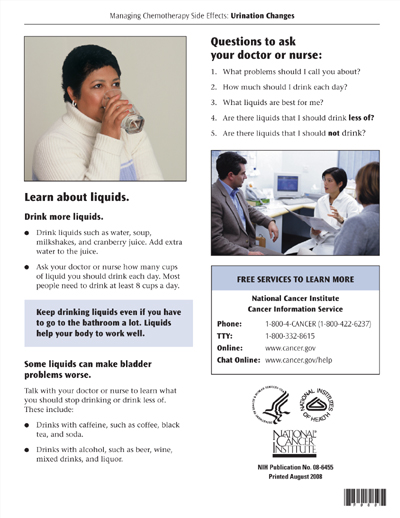 Managing Chemotherapy Side Effects: Urination Changes
Learn about liquids.
Drink more liquids.
● Drink liquids such as water, soup,
milkshakes, and cranberry juice. Add extra
water to the juice.
● Ask your doctor or nurse how many cups
of liquid you should drink each day. Most
people need to drink at least 8 cups a day.
Keep drinking liquids even if you have
to go to the bathroom a lot. Liquids
help your body to work well.
Some liquids can make bladder
problems worse.
Talk with your doctor or nurse to learn what
you should stop drinking or drink less of.
These include:
● Drinks with caffeine, such as coffee, black
tea, and soda.
● Drinks with alcohol, such as beer, wine,
mixed drinks, and liquor.
Questions to ask
your doctor or nurse:
1. What problems should I call you about?
2. How much should I drink each day?
3. What liquids are best for me?
4. Are there liquids that I should drink less of?
5. Are there liquids that I should not drink?
FREE SERVICES TO LEARN MORE
National Cancer Institute
Cancer Information Service
Phone: 1-800-4-CANCER (1-800-422-6237)
TTY: 1-800-332-8615
Online: www.cancer.gov
Chat Online: www.cancer.gov/help
NATIONAL INSTITUTES
OF HEALTH
NATIONAL
CANCER
INSTITUTE
NIH Publication No. 08-6455
Printed August 2008